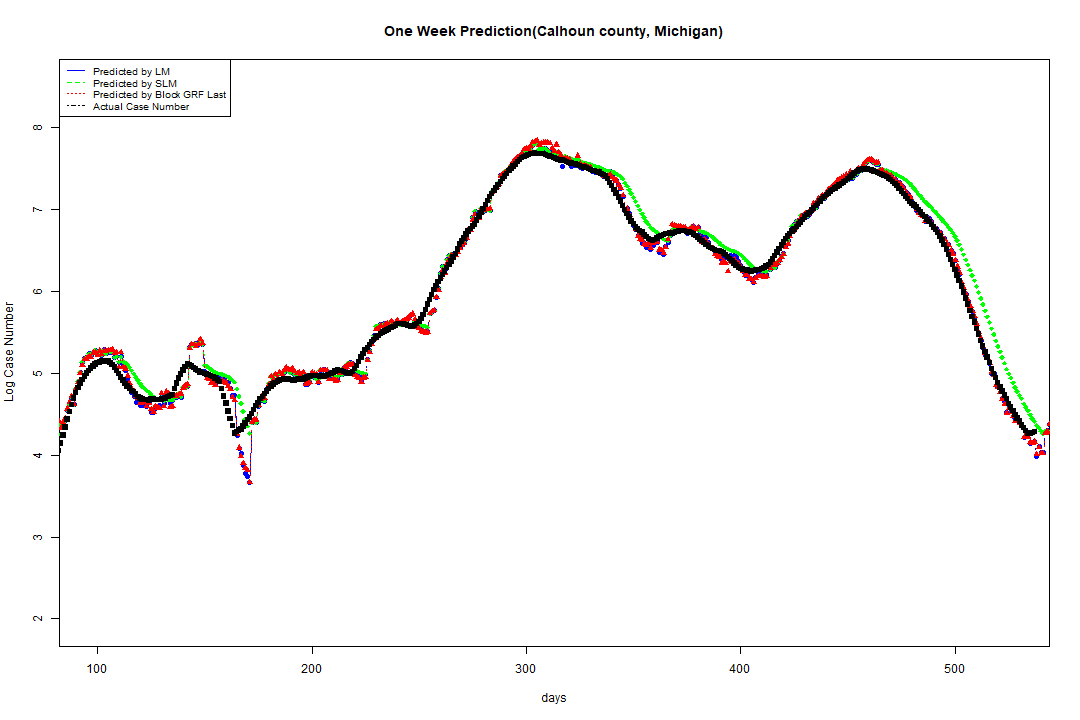 One Week Prediction(Calhoun county, Michigan)
Predicted by LM
Predicted by SLM
Predicted by Block GRF Last
Actual Case Number
8
7
6
5
4
3
2
Log Case Number
100 200 300 400 500
days